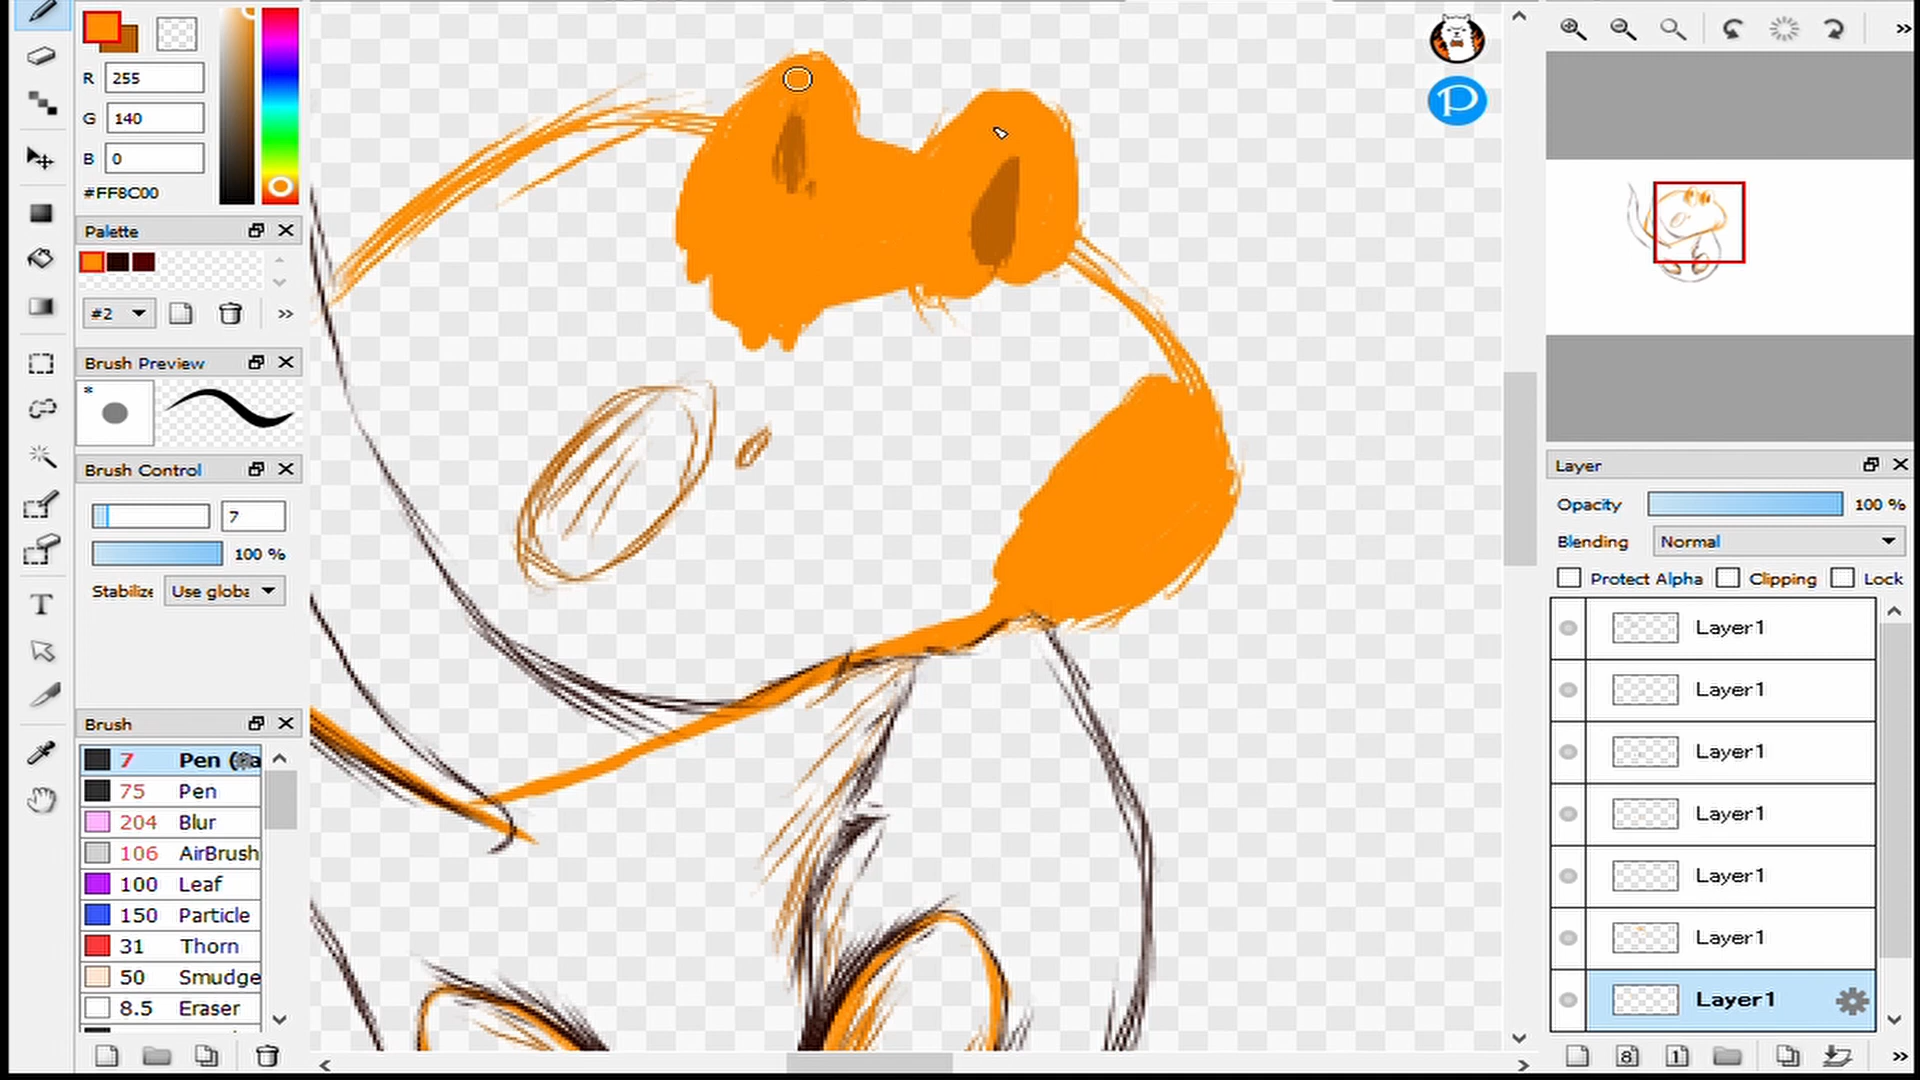 R 255
G 140
B 0
#FF8C00
Palette
#2
Brush Preview
*
Brush Control
7
100 %
Stabilize Use globa
Brush
7 Pen (
75 Pen
204 Blur
106 AirBrush
100 Leaf
150 Particle
31 Thorn
50 Smudge
8.5 Eraser
T
P
Layer
Opacity 100 %
Blending Normal
Protect Alpha Clipping Lock
Layer1
Layer1
Layer1
Layer1
Layer1
Layer1
Layer1
8 1